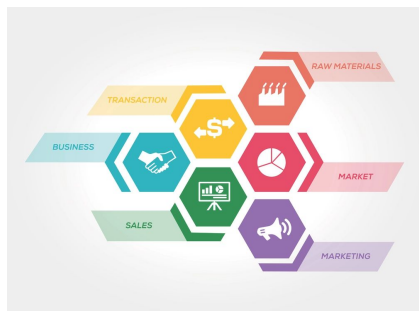 RAW MATERIALS
TRANSACTION
BUSINESS
MARKET
SALES
MARKETING